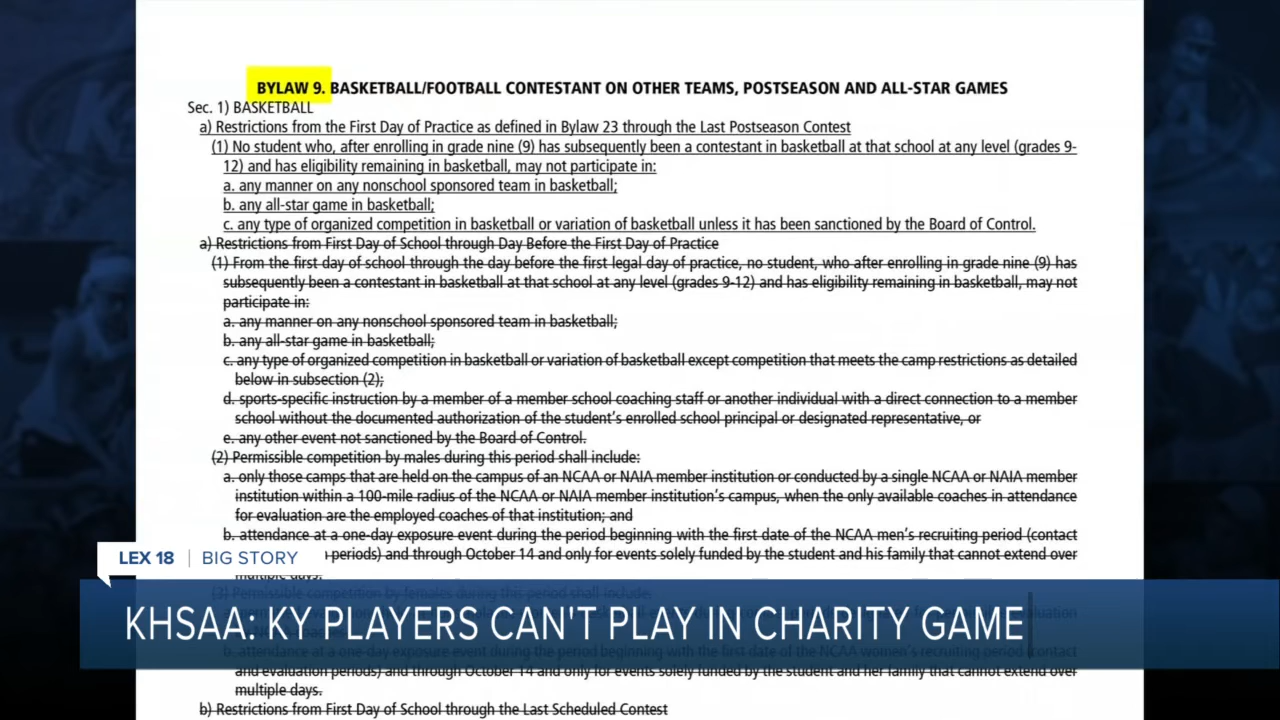 BYLAW 9. BASKETBALL/FOOTBALL CONTESTANT ON OTHER TEAMS, POSTSEASON AND ALL-STAR GAMES
Sec. 1) BASKETBALL
a) Restrictions from the First Day of Practice as defined in Bylaw 23 through the Last Postseason Contest
(1) No student who, after enrolling in grade nine (9) has subsequently been a contestant in basketball at that school at any level (grades 9-
12) and has eligibility remaining in basketball, may not participate in:
a. any manner on any nonschool sponsored team in basketball;
b. any all-star game in basketball;
c. any type of organized competition in basketball or variation of basketball unless it has been sanctioned by the Board of Control.
a) Restrictions from First Day of School through Day Before the First Day of Practice
(1) From the first day of school through the day before the first legal day of practice, no student, who after enrolling in grade nine (9) has
subsequently been a contestant in basketball at that school at any level (grades 9-12) and has eligibility remaining in basketball, may not
participate in:
a. any manner on any nonschool sponsored team in basketball;
b. any all-star game in basketball;
c. any type of organized competition in basketball or variation of basketball except competition that meets the camp restrictions as detailed
below in subsection (2);
d. sports-specific instruction by a member of a member school coaching staff or another individual with a direct connection to a member
school without the documented authorization of the student's enrolled school principal or designated representative, or
e. any other event not sanctioned by the Board of Control.
(2) Permissible competition by males during this period shall include:
a. only those camps that are held on the campus of an NCAA or NAIA member institution or conducted by a single NCAA or NAIA member
institution within a 100-mile radius of the NCAA or NAIA member institution's campus, when the only available coaches in attendance
for evaluation are the employed coaches of that institution; and
b. attendance at a one-day exposure event during the period beginning with the first date of the NCAA men's recruiting period (contact
periods) and through October 14 and only for events solely funded by the student and his family that cannot extend over
multiple days.
LEX 18 | BIG STORY
(3) Permissible competition by females during this period shall include:
KHSAA: KY PLAYERS CAN'T PLAY IN CHARITY GAME
b. attendance at a one-day exposure event during the period beginning with the first date of the NCAA women's recruiting period (contact
and evaluation periods) and through October 14 and only for events solely funded by the student and her family that cannot extend over
multiple days.
b) Restrictions from First Day of School through the Last Scheduled Contest